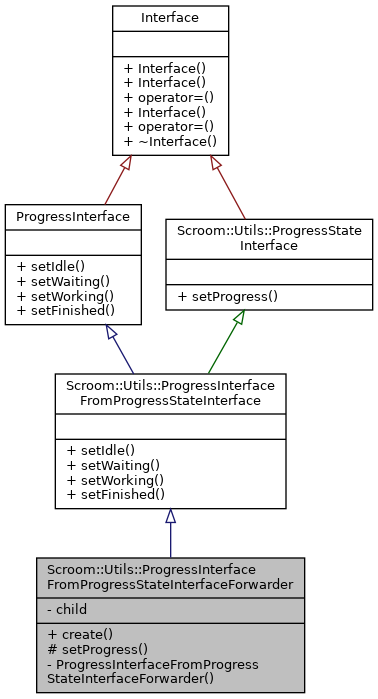 Interface
+ Interface()
+ Interface()
+ operator=()
+ Interface()
+ operator=()
+ ~Interface()
ProgressInterface
+ setIdle()
+ setWaiting()
+ setWorking()
+ setFinished()
Scroom::Utils::ProgressState
Interface
+ setProgress()
Scroom::Utils::ProgressInterface
FromProgressStateInterface
+ setIdle()
+ setWaiting()
+ setWorking()
+ setFinished()
Scroom::Utils::ProgressInterface
FromProgressStateInterfaceForwarder
- child
+ create()
# setProgress()
- ProgressInterfaceFromProgress
StateInterfaceForwarder()